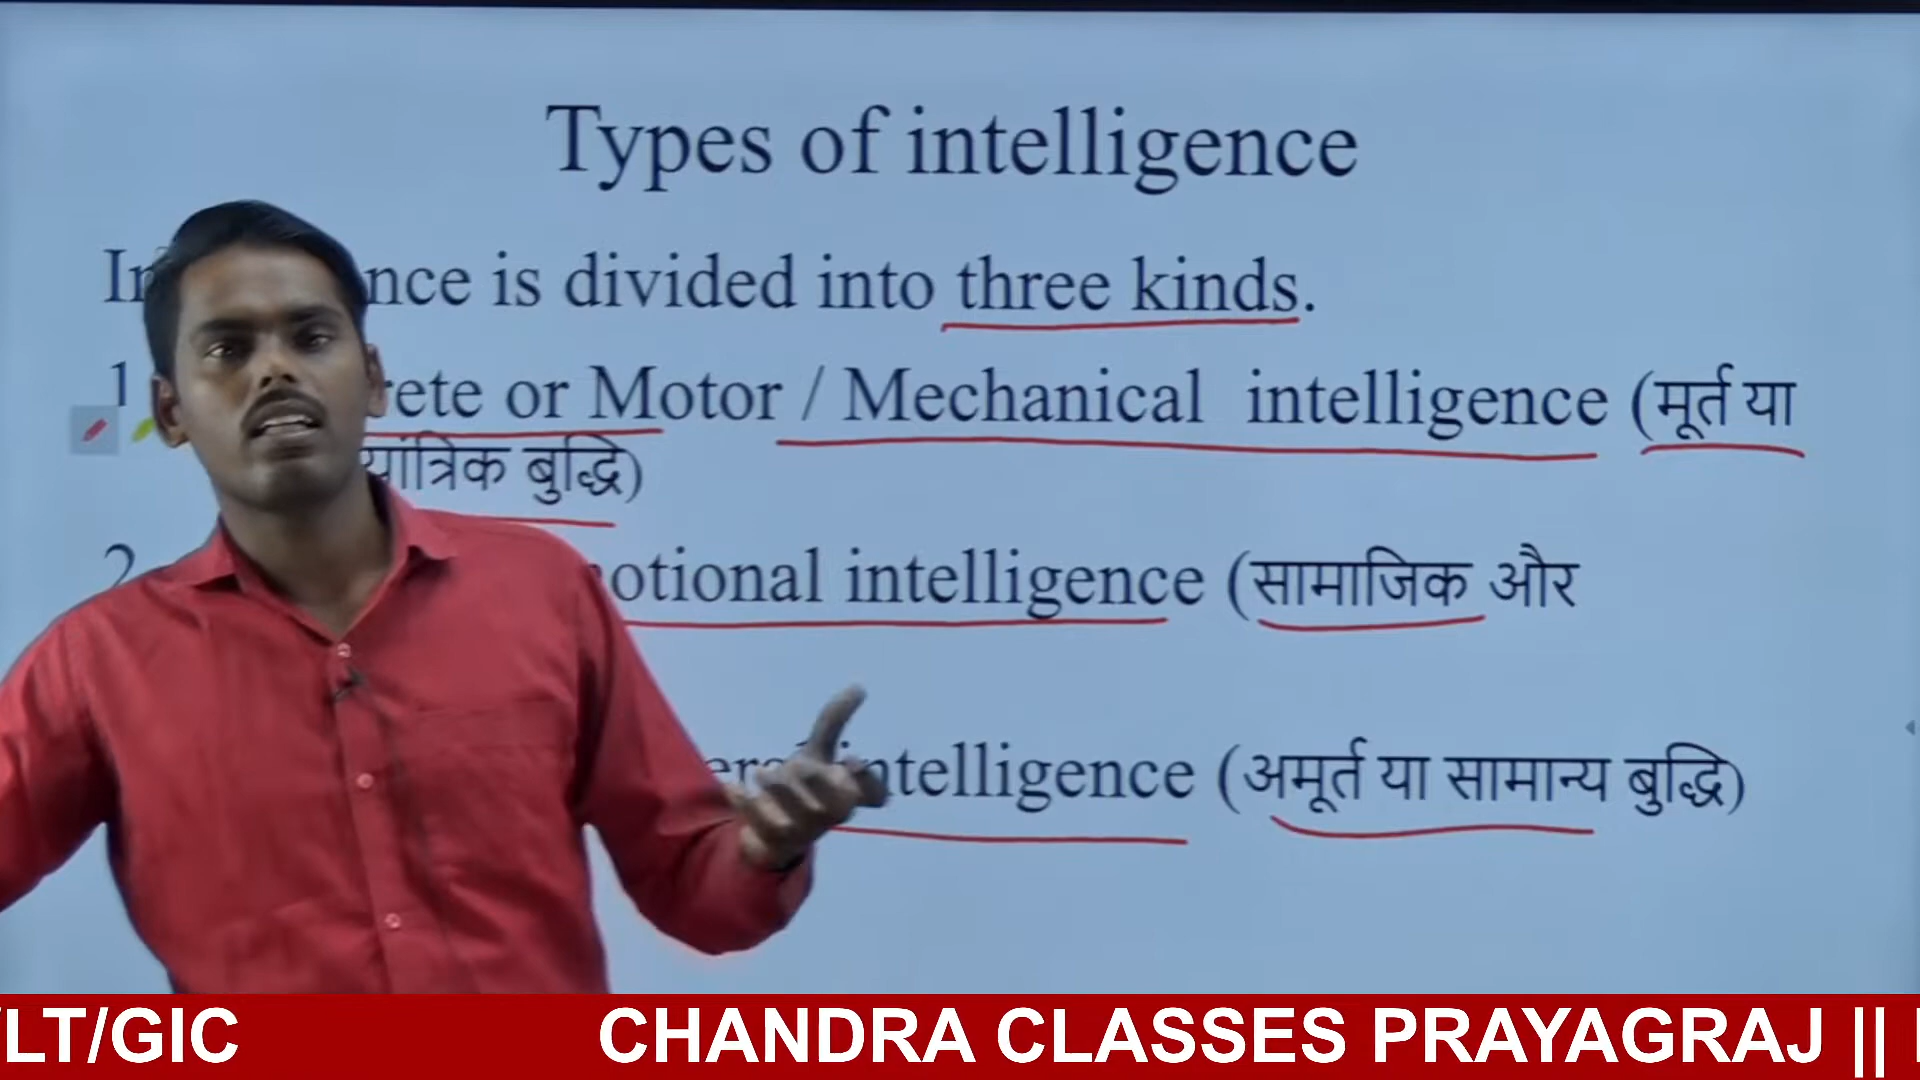 Types of intelligence
nce is divided into three kinds.
1 rete or Motor / Mechanical intelligence (मूर्त या
यांत्रिक बुद्धि)
2 otional intelligence (सामाजिक और
intelligence (अमूर्त या सामान्य बुद्धि)
/LT/GIC CHANDRA CLASSES PRAYAGRAJ ||